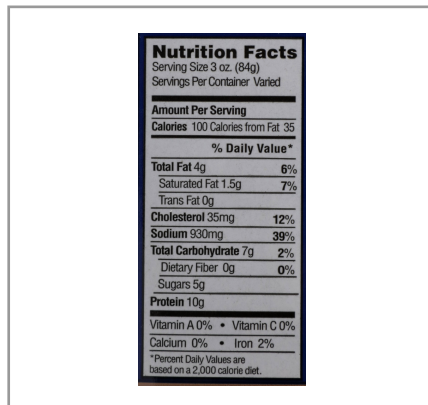 Nutrition Facts
Serving Size 3 oz. (84g)
Servings Per Container Varied
Amount Per Serving
Calories 100 Calories from Fat 35
% Daily Value*
Total Fat 4g 6%
Saturated Fat 1.5g 7%
Trans Fat 0g
Cholesterol 35mg 12%
Sodium 930mg 39%
Total Carbohydrate 7g 2%
Dietary Fiber 0g 0%
Sugars 5g
Protein 10g
Vitamin A 0% • Vitamin C 0%
Calcium 0% • Iron 2%
*Percent Daily Values are
based on a 2,000 calorie diet.